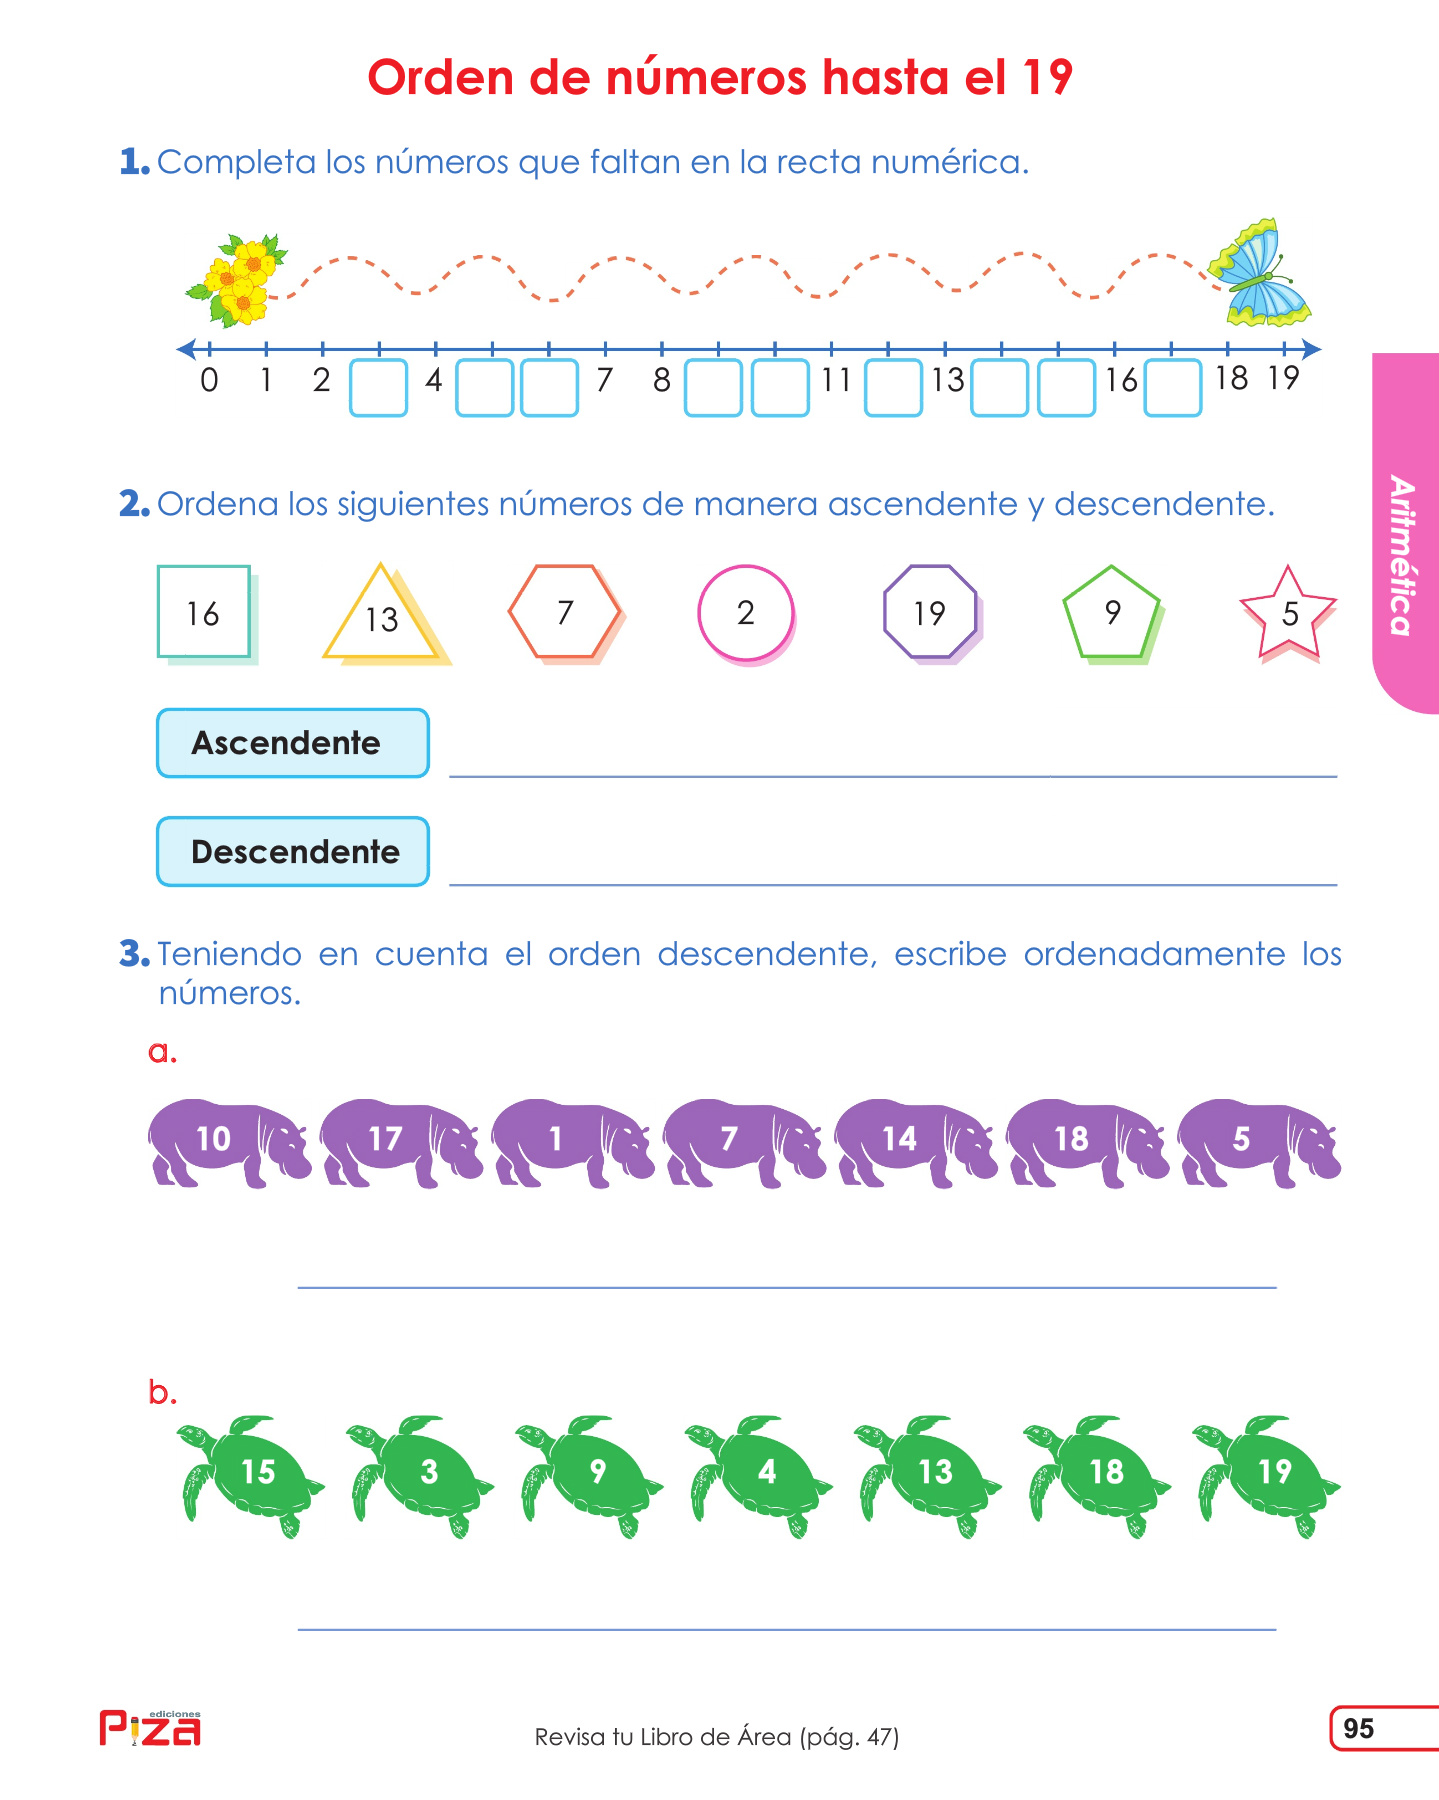 Orden de números hasta el 19
1. Completa los números que faltan en la recta numérica.
0 1 2 4 7 8 11 13 16 18 19
2. Ordena los siguientes números de manera ascendente y descendente.
16 13 7 2 19 9 5
Ascendente
Descendente
Aritmética
3. Teniendo en cuenta el orden descendente, escribe ordenadamente los
números.
a.
10 17 1 7 14 18 5
b.
15 3 9 4 13 18 19
ediciones
Piza
Revisa tu Libro de Área (pág. 47)
95